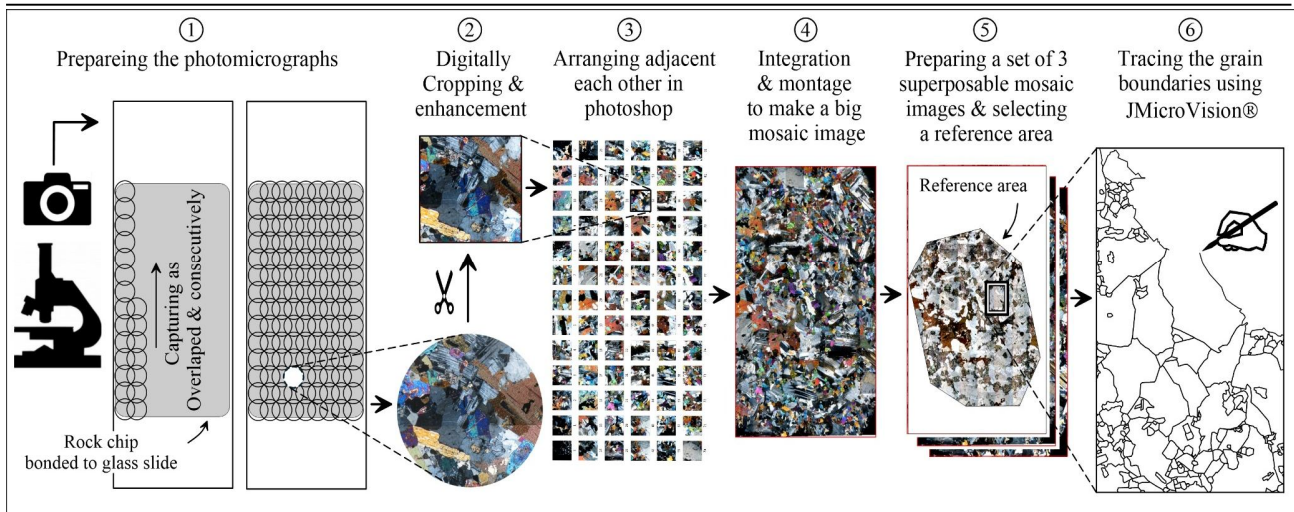 ①
Prepareing the photomicrographs
Capturing as
Overlaped & consecutively
Rock chip
bonded to glass slide
②
Digitally
Cropping &
enhancement
③
Arranging adjacent
each other in
photoshop
④
Integration
& montage
to make a big
mosaic image
⑤
Preparing a set of 3
superposable mosaic
images & selecting
a reference area
Reference area
⑥
Tracing the grain
boundaries using
JMicroVision®